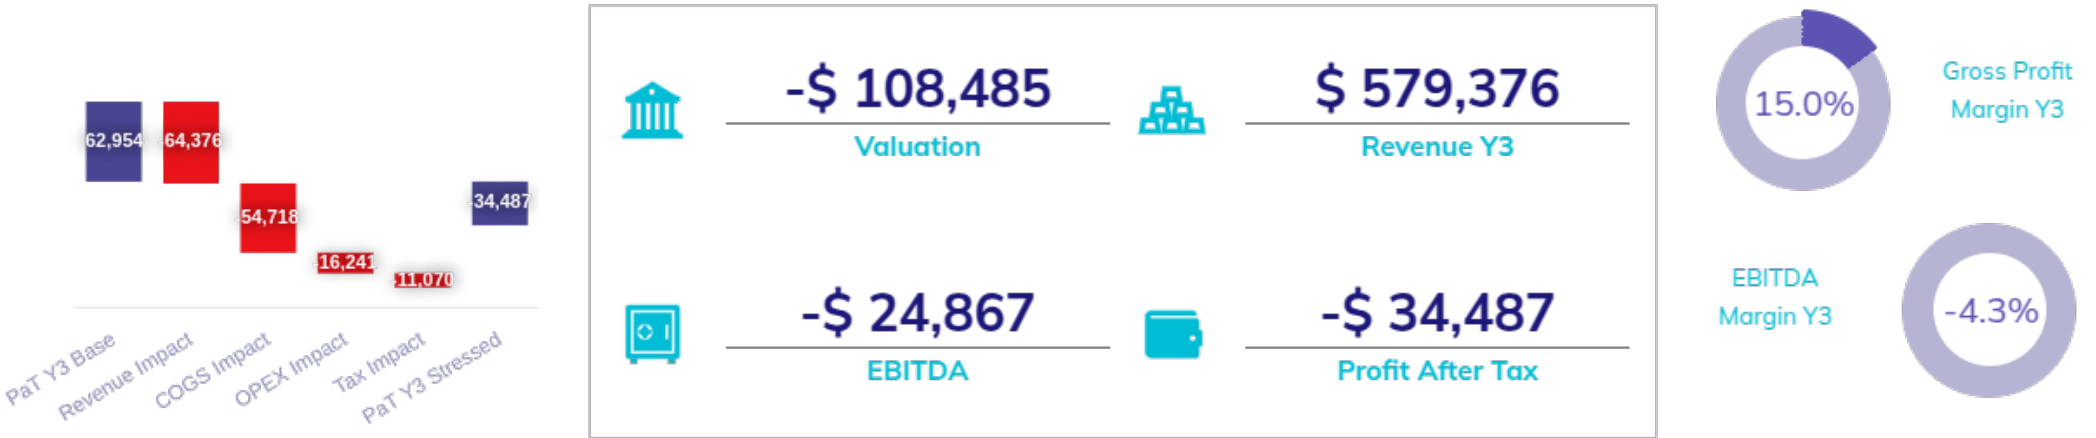 62,954
-64,376
-54,718
-16,241
-11,070
-34,487
PaT Y3 Base
Revenue Impact
COGS Impact
OPEX Impact
Tax Impact
PaT Y3 Stressed
-$ 108,485
Valuation
$ 579,376
Revenue Y3
-$ 24,867
EBITDA
-$ 34,487
Profit After Tax
15.0%
Gross Profit
Margin Y3
EBITDA
Margin Y3
-4.3%